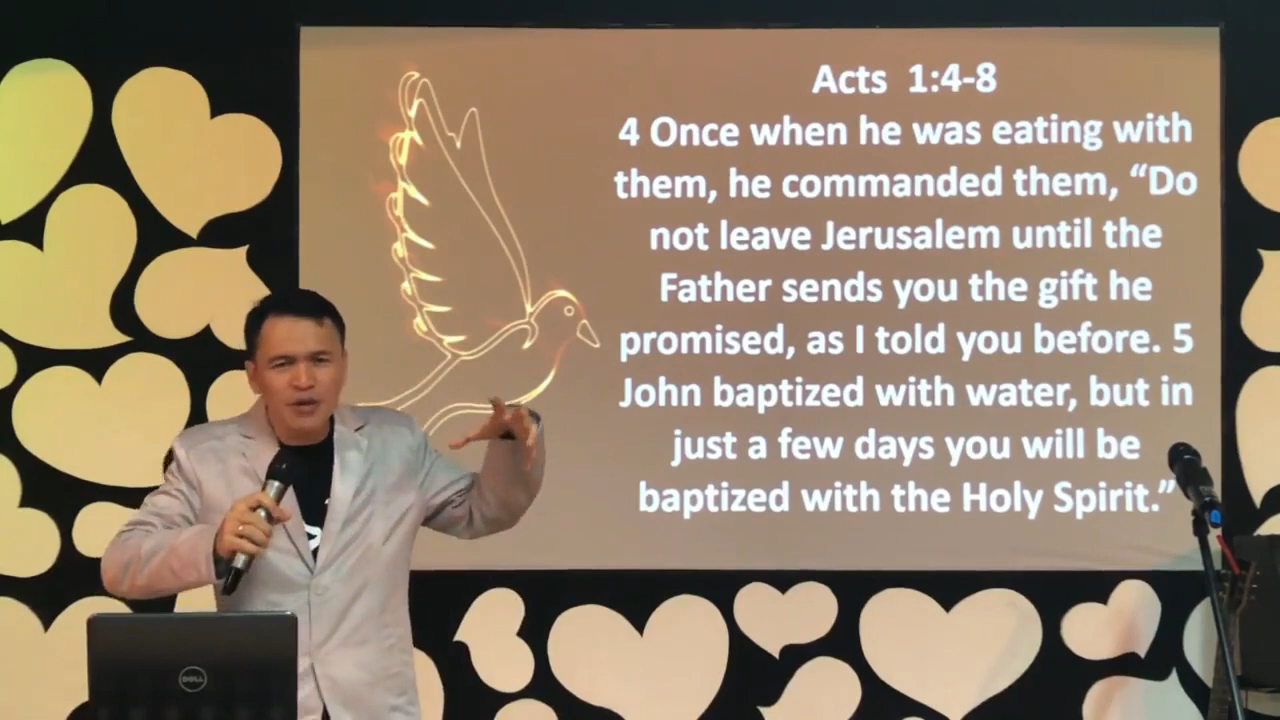 Acts 1:4-8
4 Once when he was eating with
them, he commanded them, “Do
not leave Jerusalem until the
Father sends you the gift he
promised, as I told you before. 5
John baptized with water, but in
just a few days you will be
baptized with the Holy Spirit.”
DELL